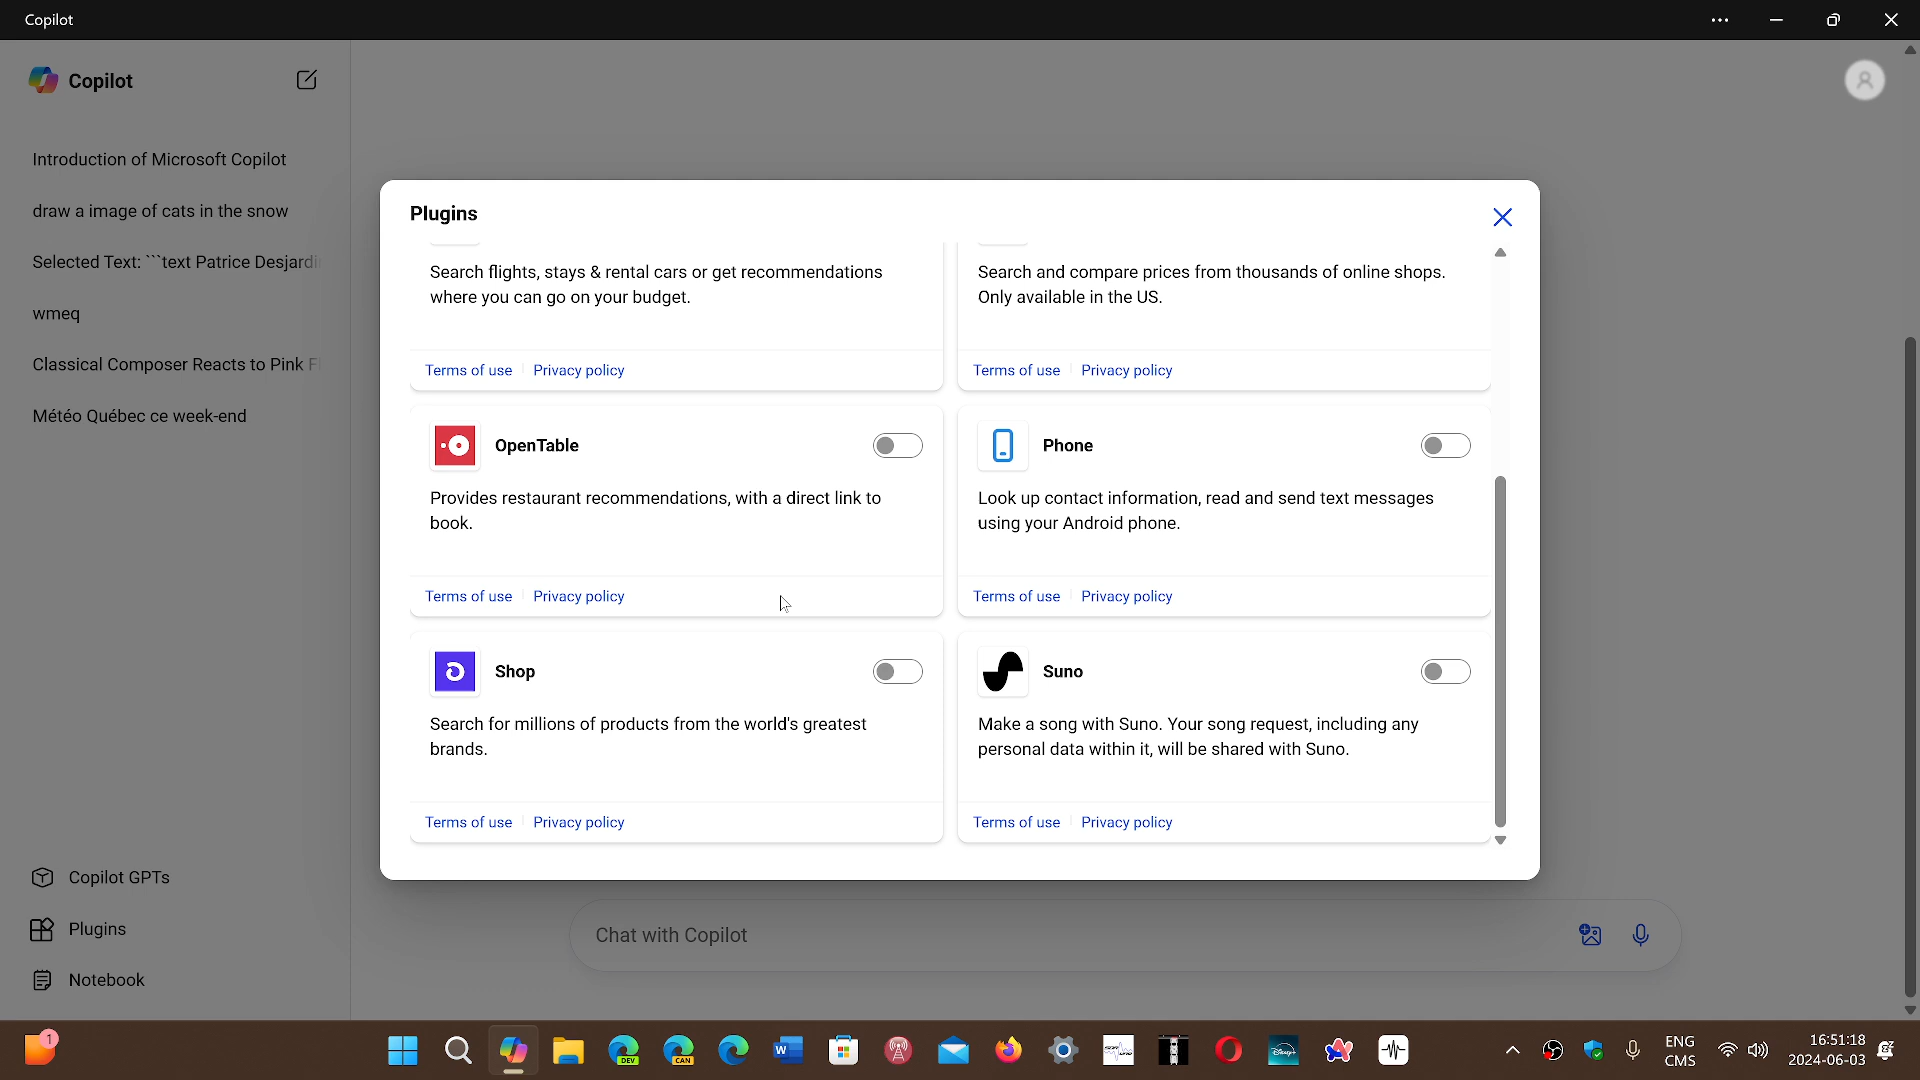 Copilot
Copilot
Introduction of Microsoft Copilot
draw a image of cats in the snow
Selected Text: ```text Patrice Desjardi
wmeq
Classical Composer Reacts to Pink F
Météo Québec ce week-end
Copilot GPTs
Plugins
Notebook
Plugins
Search flights, stays & rental cars or get recommendations
where you can go on your budget.
Terms of use Privacy policy
Search and compare prices from thousands of online shops.
Only available in the US.
Terms of use Privacy policy
OpenTable
Provides restaurant recommendations, with a direct link to
book.
Terms of use Privacy policy
Phone
Look up contact information, read and send text messages
using your Android phone.
Terms of use Privacy policy
Shop
Search for millions of products from the world's greatest
brands.
Terms of use Privacy policy
Suno
Make a song with Suno. Your song request, including any
personal data within it, will be shared with Suno.
Terms of use Privacy policy
Chat with Copilot
1
DEV
CAN
W
Disney+
ENG
CMS
16:51:18
2024-06-03